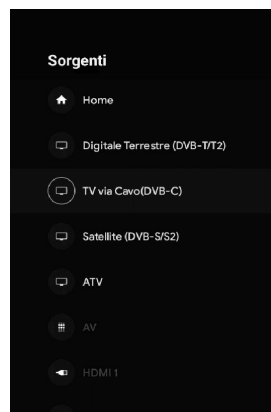 Sorgenti
Home
Digitale Terrestre (DVB-T/T2)
TV via Cavo(DVB-C)
Satellite (DVB-S/S2)
ATV
AV
HDMI 1